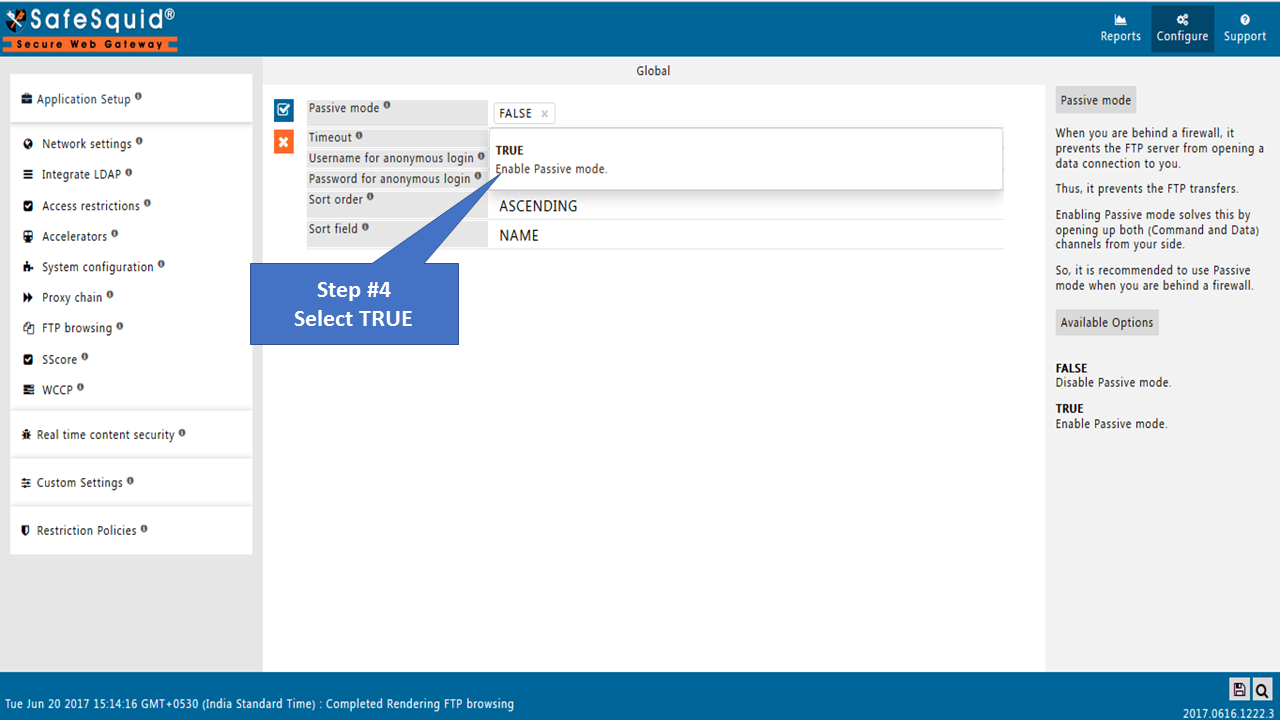 SafeSquid®
Secure Web Gateway
Reports
Configure
Support
Application Setup
Network settings
Integrate LDAP
Access restrictions
Accelerators
System configuration
Proxy chain
FTP browsing
SScore
WCCP
Real time content security
Custom Settings
Restriction Policies
Global
Passive mode
FALSE ×
Timeout
Username for anonymous login
Password for anonymous login
TRUE
Enable Passive mode.
Sort order
ASCENDING
Sort field
NAME
Step #4
Select TRUE
Passive mode
When you are behind a firewall, it
prevents the FTP server from opening a
data connection to you.
Thus, it prevents the FTP transfers.
Enabling Passive mode solves this by
opening up both (Command and Data)
channels from your side.
So, it is recommended to use Passive
mode when you are behind a firewall.
Available Options
FALSE
Disable Passive mode.
TRUE
Enable Passive mode.
Tue Jun 20 2017 15:14:16 GMT+0530 (India Standard Time) : Completed Rendering FTP browsing
2017.0616.1222.3